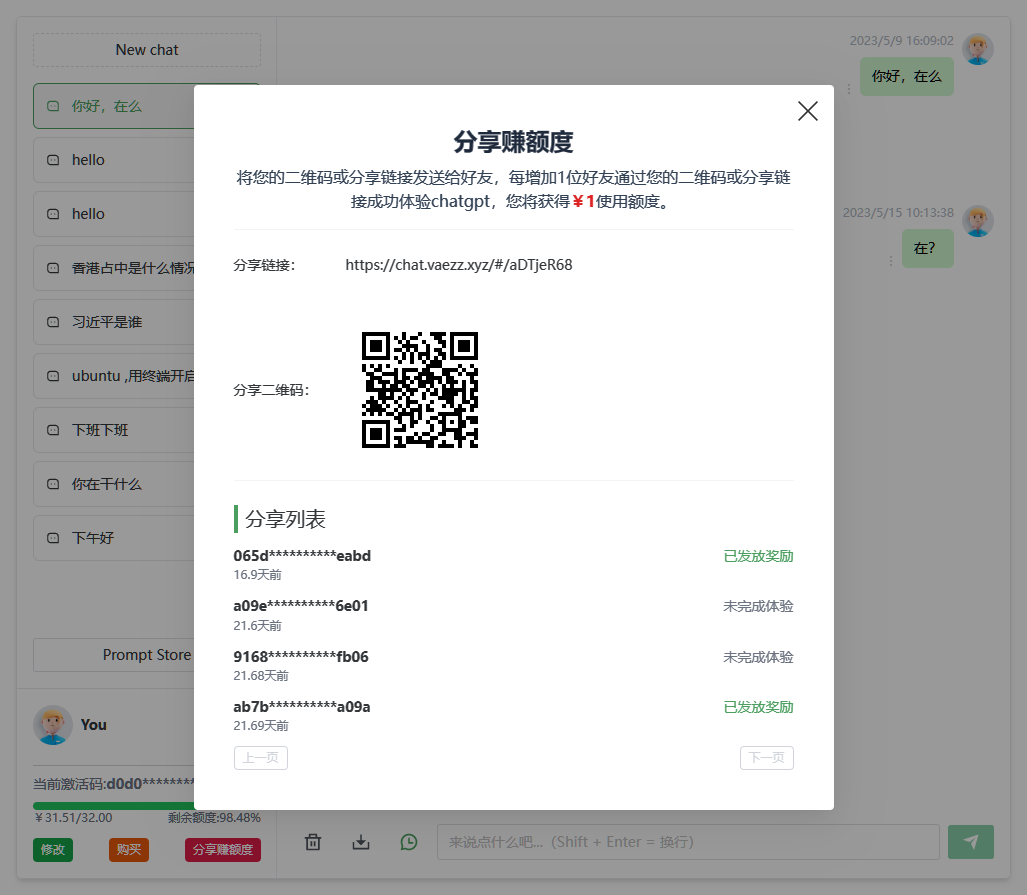 New chat
你好，在么
hello
hello
香港占中是什么情况
习近平是谁
ubuntu ,用终端开启
下班下班
你在干什么
下午好
Prompt Store
You
当前激活码:d0d0********
￥31.51/32.00
剩余额度:98.48%
修改
购买
分享赚额度
分享赚额度
将您的二维码或分享链接发送给好友，每增加1位好友通过您的二维码或分享链
接成功体验chatgpt，您将获得￥1使用额度。
分享链接：
https://chat.vaezz.xyz/#/aDTjeR68
分享二维码：
分享列表
065d**********eabd
已发放奖励
16.9天前
a09e**********6e01
未完成体验
21.6天前
9168**********fb06
未完成体验
21.68天前
ab7b**********a09a
已发放奖励
21.69天前
上一页
下一页
2023/5/9 16:09:02
你好，在么
2023/5/15 10:13:38
在?
来说点什么吧...（Shift + Enter = 换行）